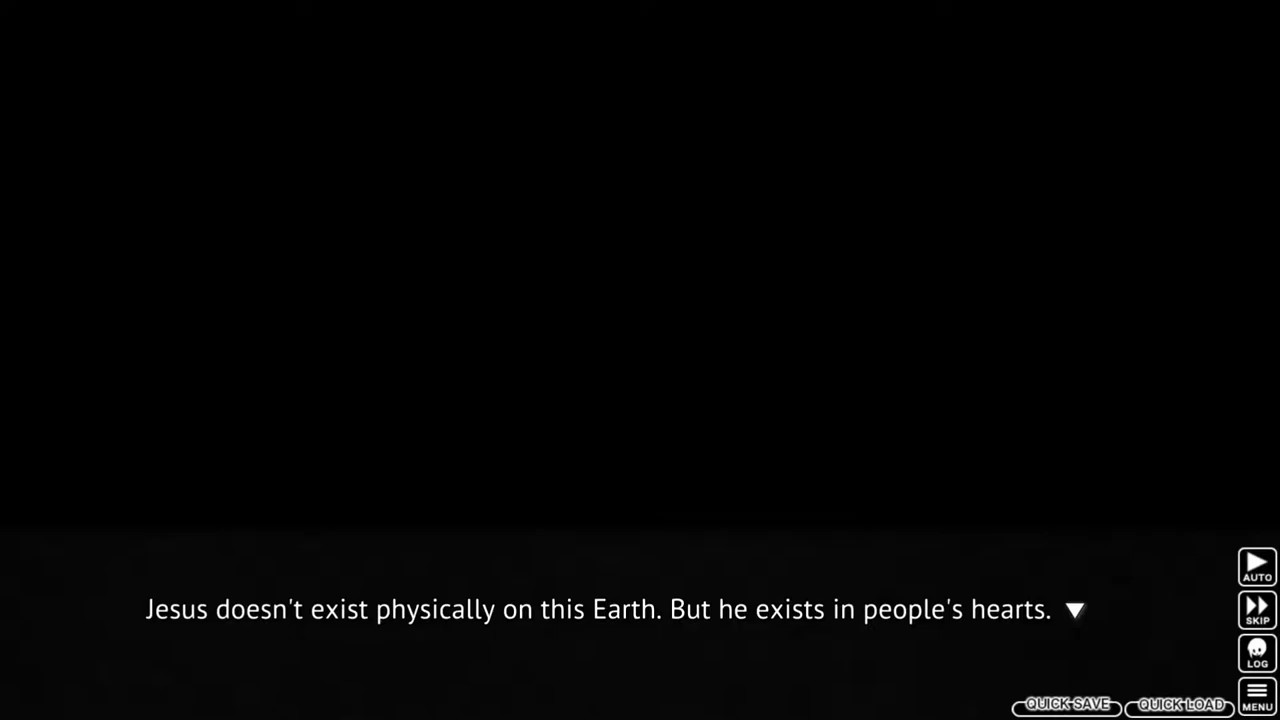 Jesus doesn't exist physically on this Earth. But he exists in people's hearts.
AUTO
SKIP
LOG
MENU
QUICK SAVE QUICK LOAD